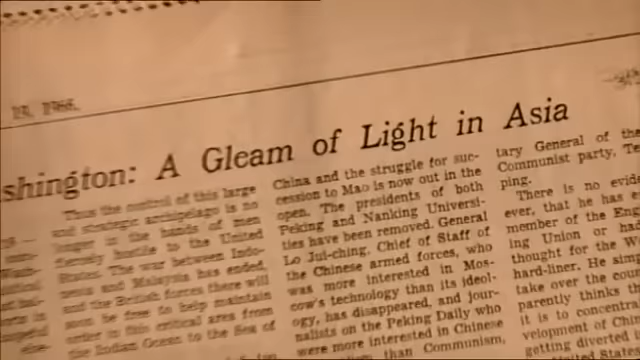 19, 1966.
shington: A Gleam of Light in Asia
Thus the control of this large
and strategic archipelago is no
longer in the hands of men
fiercely hostile to the United
States. The war between Indo-
nesia and Malaysia has ended,
and the British forces there will
soon be free to help maintain
order in this critical area from
the Indian Ocean to the Sea of
China and the struggle for suc-
cession to Mao is now out in the
open. The presidents of both
Peking and Nanking Universi-
ties have been removed. General
Lo Jui-ching, Chief of Staff of
the Chinese armed forces, who
was more interested in Mos-
cow's technology than its ideol-
ogy, has disappeared, and jour-
nalists on the Peking Daily who
were more interested in Chinese
than Communism,
tary General of the
Communist party, Te
ping.
There is no evide
ever, that he has e
member of the Eng
ing Union or had
thought for the W
hard-liner. He aim
take over the cou
parently thinks th
it is to concentra
velopment of Chin
getting diverted
United States